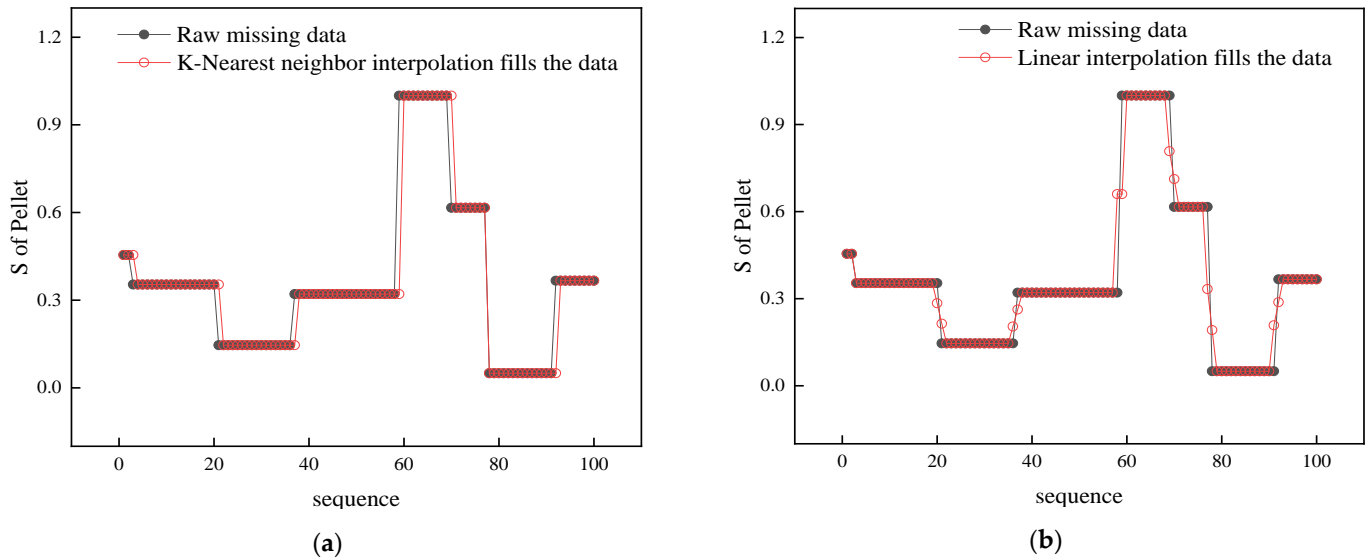 Raw missing data
K-Nearest neighbor interpolation fills the data
1.2
0.9
0.6
0.3
0.0
S of Pellet
0
20
40
60
80
100
sequence
(a)
Raw missing data
Linear interpolation fills the data
1.2
0.9
0.6
0.3
0.0
S of Pellet
0
20
40
60
80
100
sequence
(b)